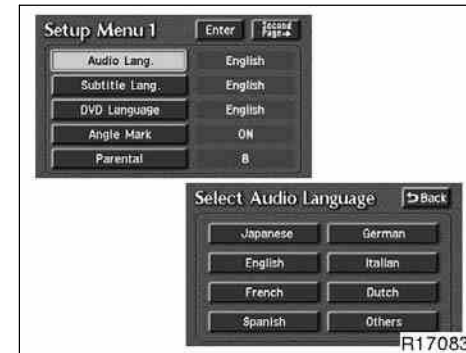 Setup Menu 1 Enter Second Page→
Audio Lang. English
Subtitle Lang. English
DVD Language English
Angle Mark ON
Parental 8
Select Audio Language Back
Japanese German
English Italian
French Dutch
Spanish Others
R17083